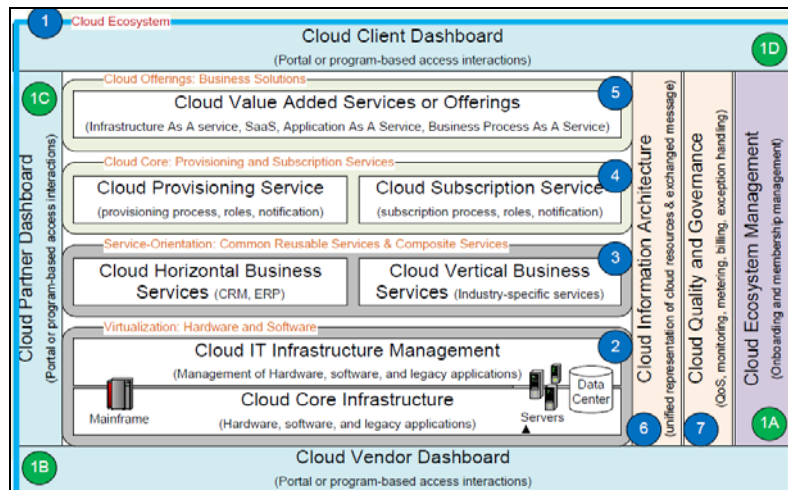 1
Cloud Ecosystem
Cloud Client Dashboard
(Portal or program-based access interactions)
1D
1C
Cloud Partner Dashboard
(Portal or program-based access interactions)
Cloud Offerings: Business Solutions
5
Cloud Value Added Services or Offerings
(Infrastructure As A service, SaaS, Application As A Service, Business Process As A Service)
Cloud Core: Provisioning and Subscription Services
4
Cloud Provisioning Service
(provisioning process, roles, notification)
Cloud Subscription Service
(subscription process, roles, notification)
Service-Orientation: Common Reusable Services & Composite Services
3
Cloud Horizontal Business
Services (CRM, ERP)
Cloud Vertical Business
Services (Industry-specific services)
Virtualization: Hardware and Software
2
Cloud IT Infrastructure Management
(Management of Hardware, software, and legacy applications)
Mainframe
Cloud Core Infrastructure
(Hardware, software, and legacy applications)
Servers
Data
Center
Cloud Information Architecture
(unified representation of cloud resources & exchanged message)
6
Cloud Quality and Governance
(QoS, monitoring, metering, billing, exception handling)
7
Cloud Ecosystem Management
(Onboarding and membership management)
1A
1B
Cloud Vendor Dashboard
(Portal or program-based access interactions)